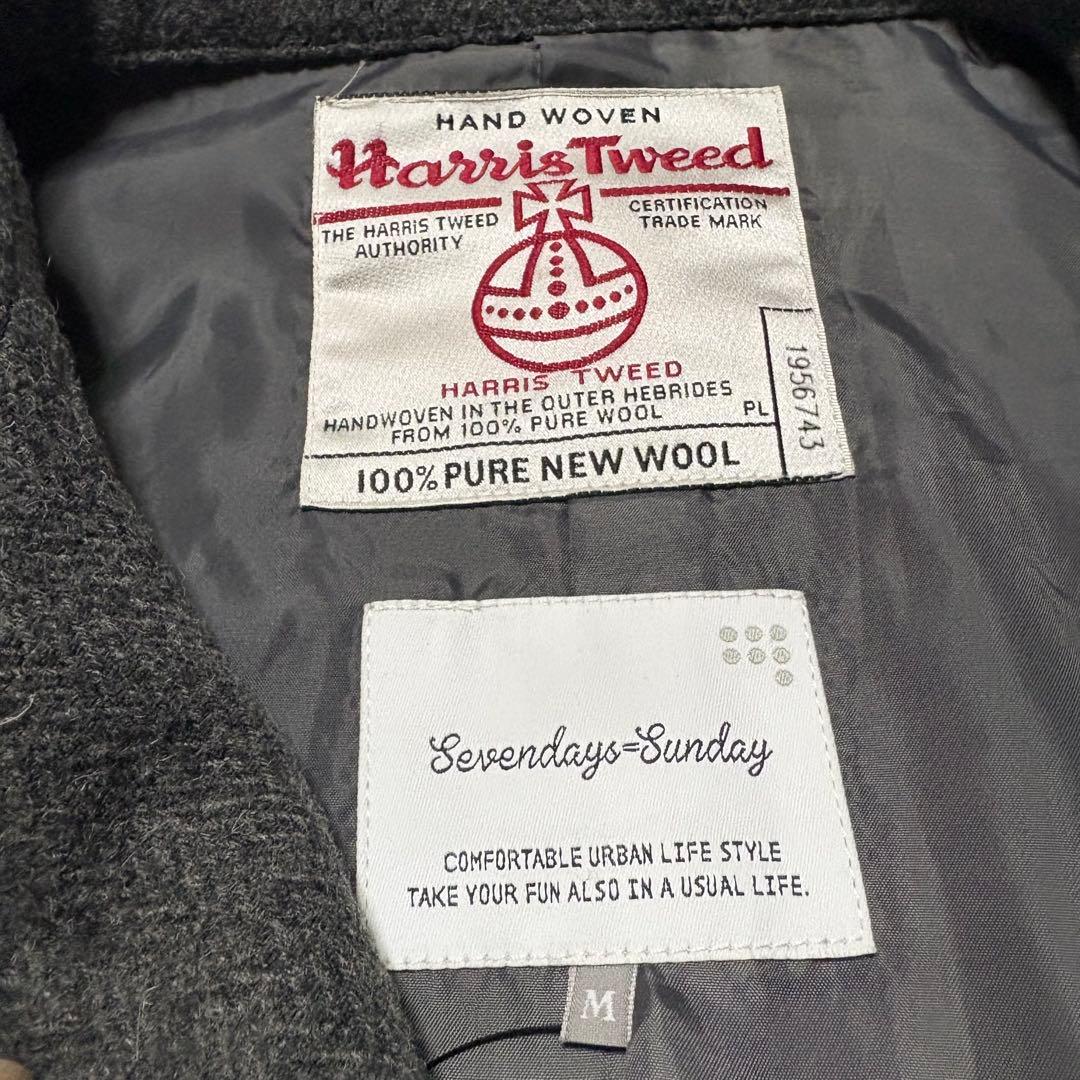 HAND WOVEN
Harris Tweed
THE HARRIS TWEED
AUTHORITY
CERTIFICATION
TRADE MARK
HARRIS TWEED
HANDWOVEN IN THE OUTER HEBRIDES
FROM 100% PURE WOOL
PL
1956743
100% PURE NEW WOOL
Sevendays=Sunday
COMFORTABLE URBAN LIFE STYLE
TAKE YOUR FUN ALSO IN A USUAL LIFE.
M